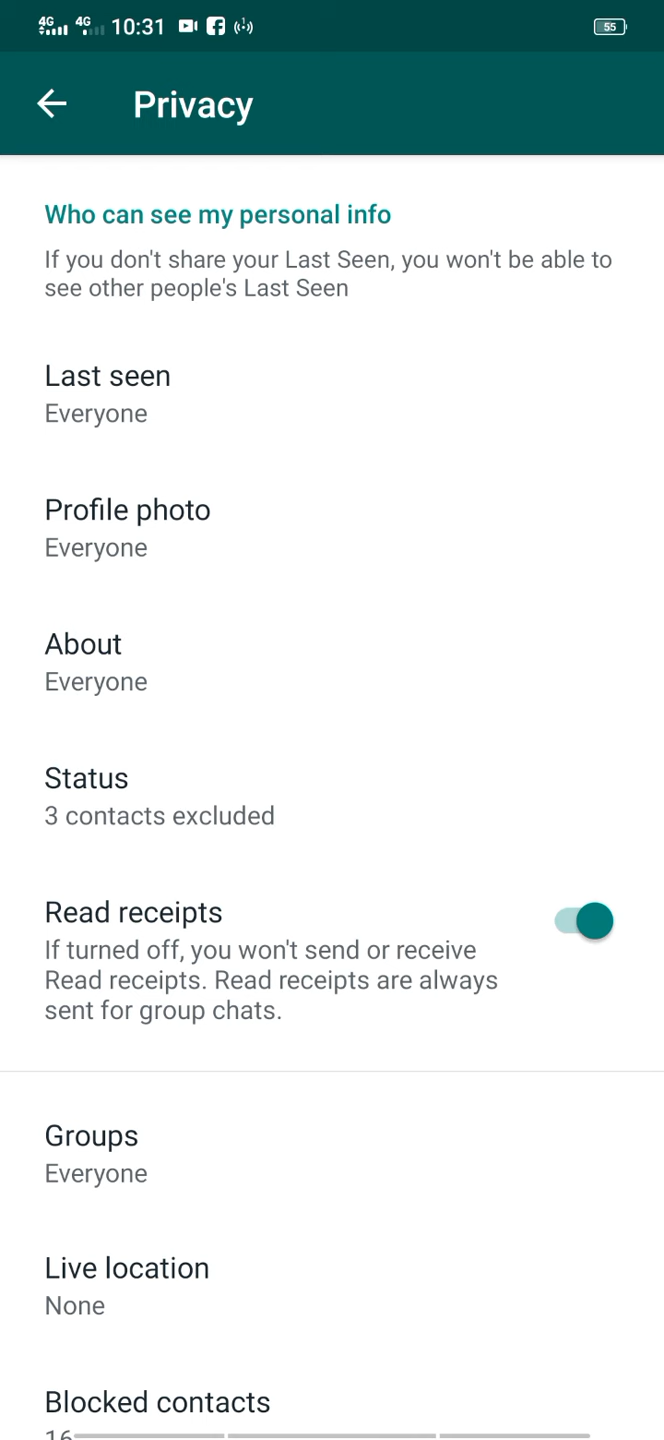 4G 4G 10:31 55
Privacy
Who can see my personal info
If you don't share your Last Seen, you won't be able to
see other people's Last Seen
Last seen
Everyone
Profile photo
Everyone
About
Everyone
Status
3 contacts excluded
Read receipts
If turned off, you won't send or receive
Read receipts. Read receipts are always
sent for group chats.
Groups
Everyone
Live location
None
Blocked contacts
16